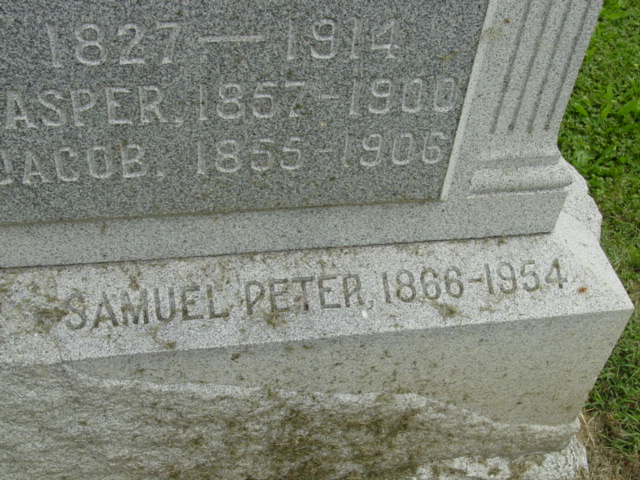 1827 — 1914
ASPER, 1857-1900
JACOB. 1855-1906
SAMUEL PETER, 1866-1954